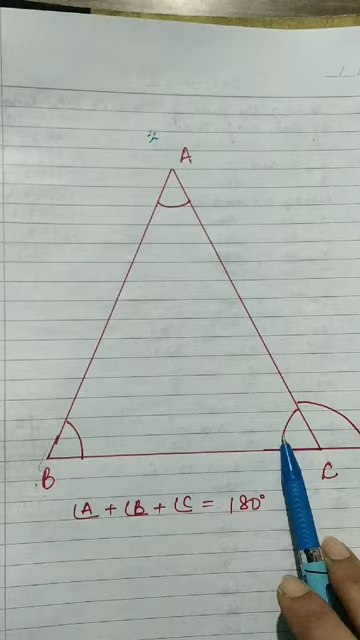 A
B
C
∠A + ∠B + ∠C = 180°